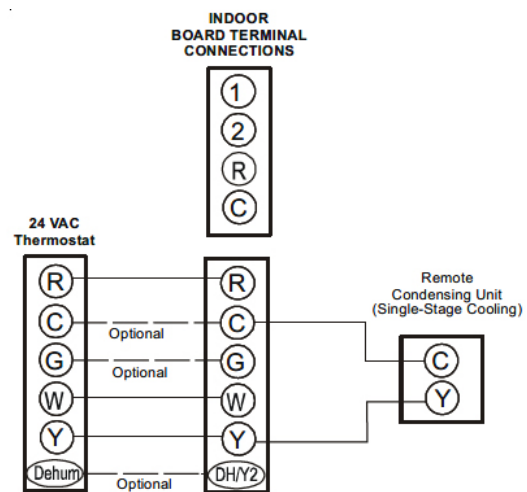 INDOOR
BOARD TERMINAL
CONNECTIONS
1
2
R
C
24 VAC
Thermostat
R
C
G
W
Y
Dehum
Optional
Optional
Optional
R
C
G
W
Y
DH/Y2
Remote
Condensing Unit
(Single-Stage Cooling)
C
Y